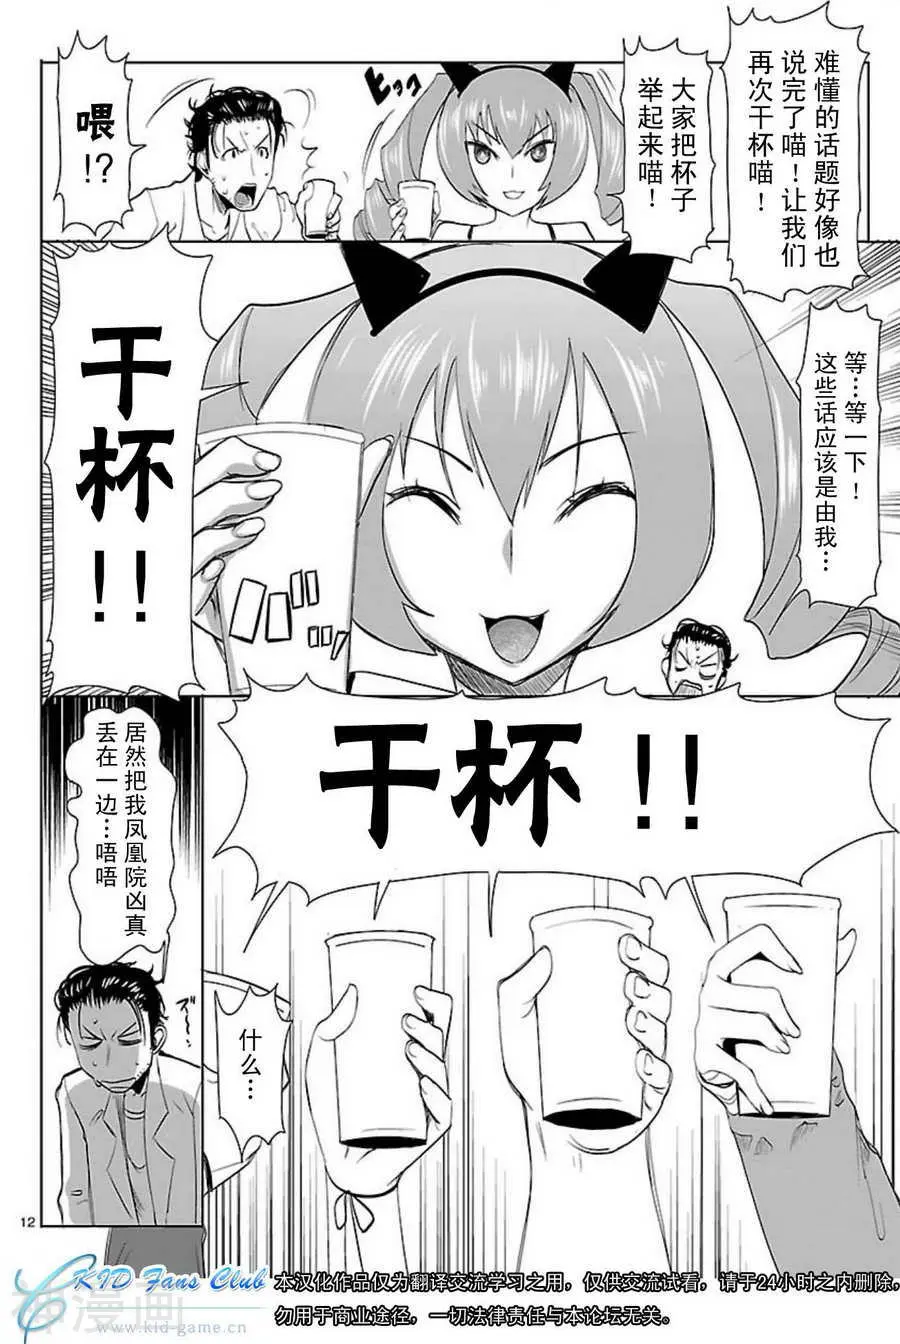 难懂的话题好像也
说完了喵！让我们
再次干杯喵！
大家把杯子
举起来喵！
ヒック
喂！?
等…等一下！
这些话应该是由我…
干杯!!
干杯!!
居然把我凤凰院凶真
丢在一边…唔唔
什么…
12
KID Fans Club
www.kid-game.cn
本汉化作品仅为翻译交流学习之用，仅供交流试看，请于24小时之内删除，
勿用于商业途径，一切法律责任与本论坛无关。